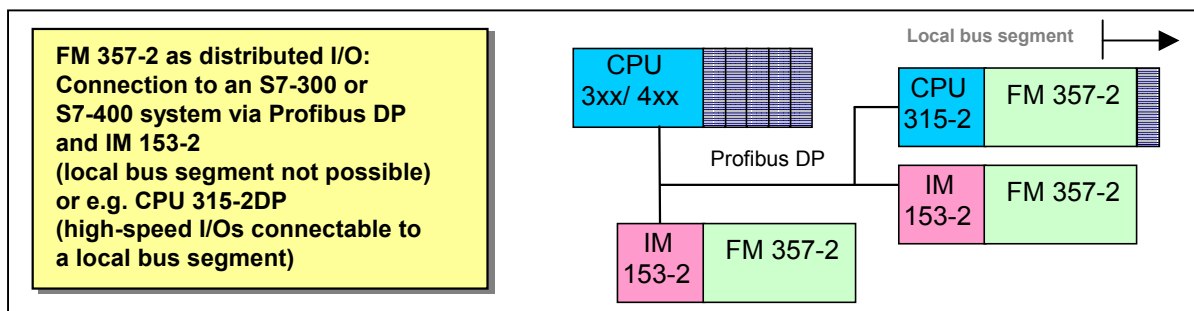 FM 357-2 as distributed I/O:
Connection to an S7-300 or
S7-400 system via Profibus DP
and IM 153-2
(local bus segment not possible)
or e.g. CPU 315-2DP
(high-speed I/Os connectable to
a local bus segment)
Local bus segment
CPU
3xx/ 4xx
CPU
315-2
FM 357-2
Profibus DP
IM
153-2
FM 357-2
IM
153-2
FM 357-2